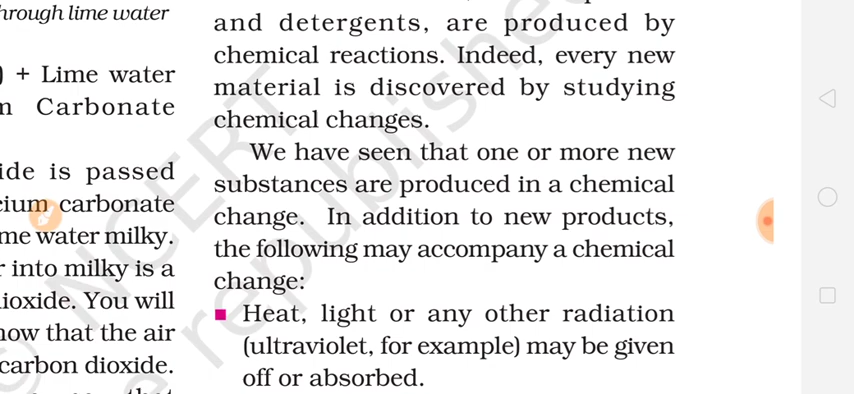 hrough lime water
) + Lime water
Carbonate
ide is passed
cium carbonate
me water milky.
into milky is a
ioxide. You will
now that the air
carbon dioxide.
and detergents, are produced by
chemical reactions. Indeed, every new
material is discovered by studying
chemical changes.
We have seen that one or more new
substances are produced in a chemical
change. In addition to new products,
the following may accompany a chemical
change:
■ Heat, light or any other radiation
(ultraviolet, for example) may be given
off or absorbed.
© NCERT
republished